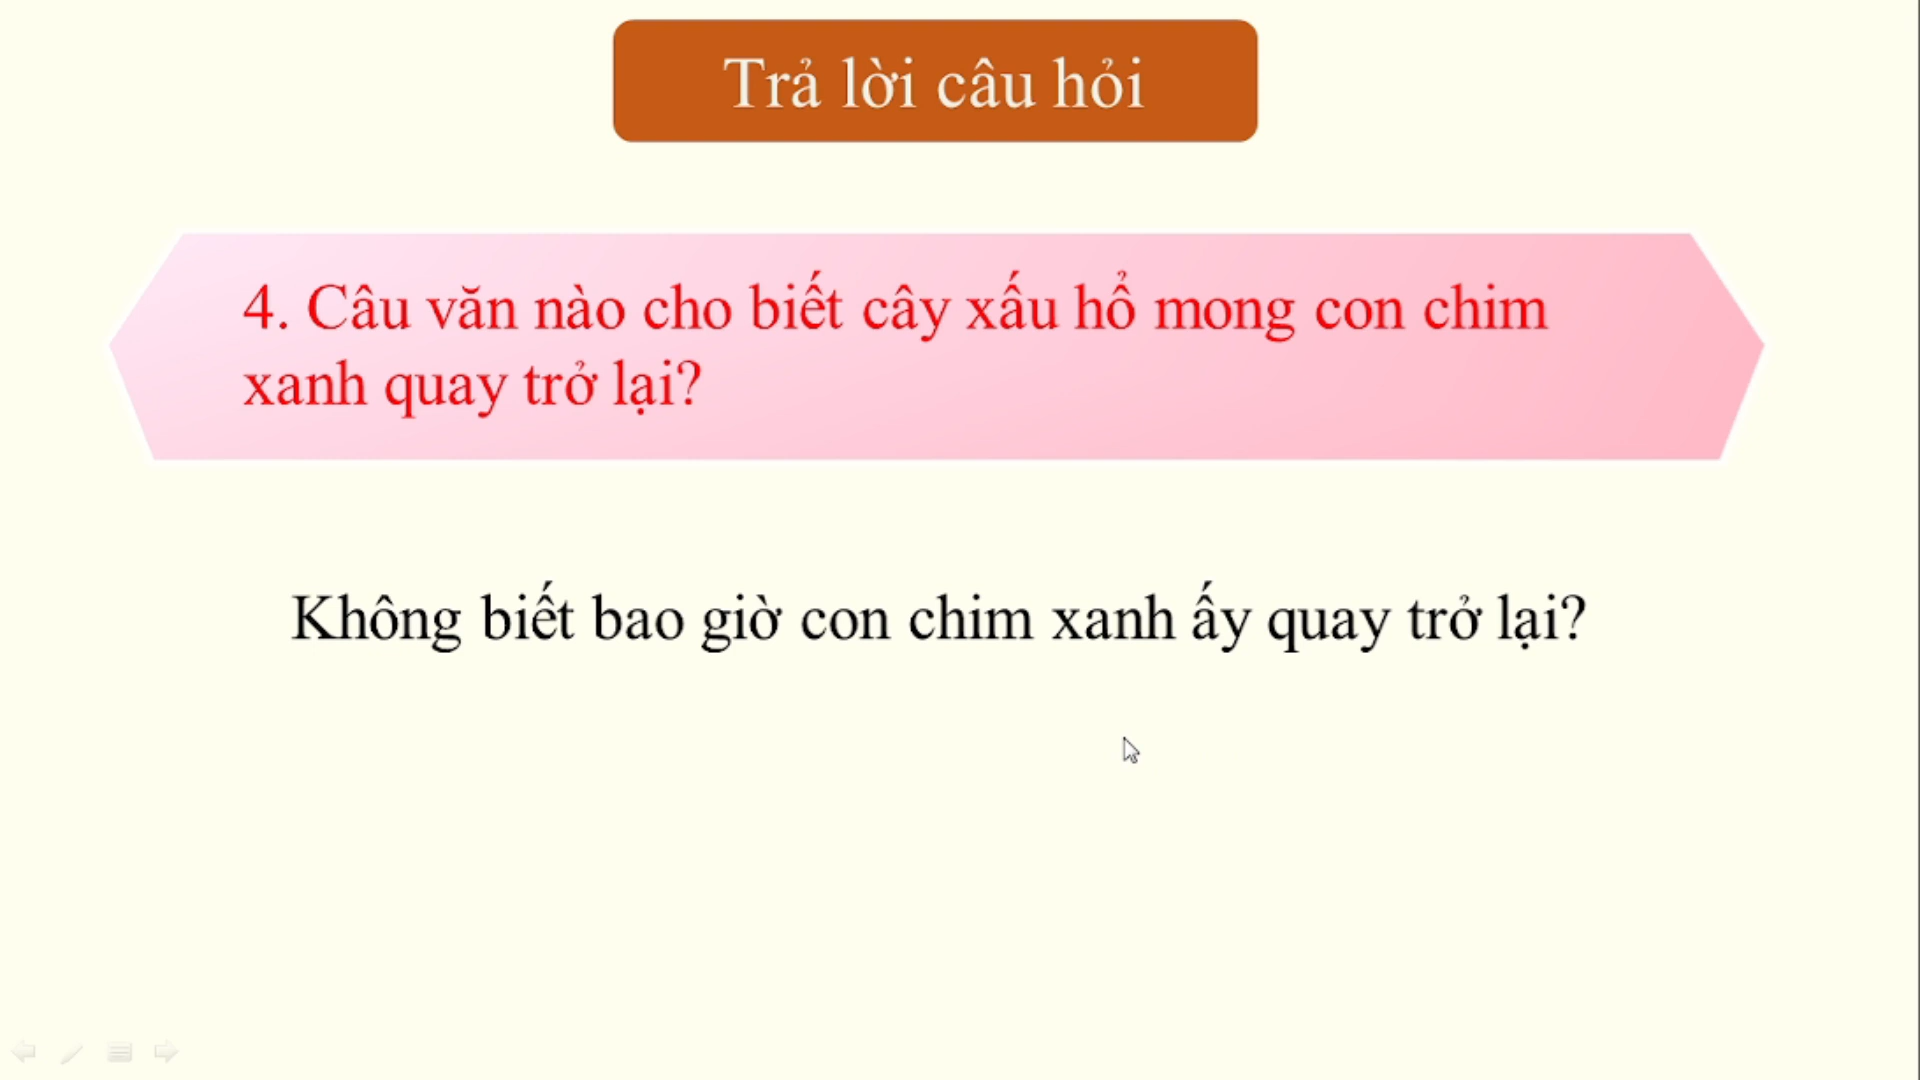 Trả lời câu hỏi
4. Câu văn nào cho biết cây xấu hổ mong con chim
xanh quay trở lại?
Không biết bao giờ con chim xanh ấy quay trở lại?